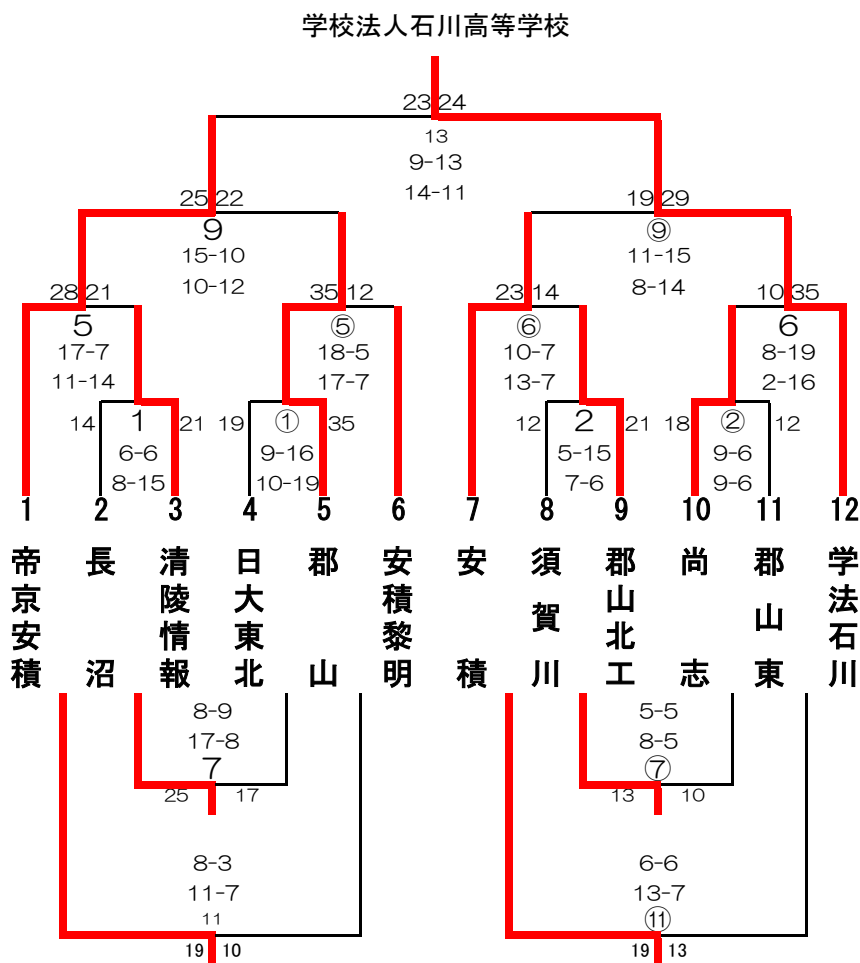 学校法人石川高等学校
23 24
13
9-13
14-11
25 22
19 29
9
⑨
15-10
11-15
10-12
8-14
28 21
35 12
23 14
10 35
5
⑤
⑥
6
17-7
18-5
10-7
8-19
11-14
17-7
13-7
2-16
14 1 21
19 ① 35
12 2 21
18 ② 12
6-6
9-16
5-15
9-6
8-15
10-19
7-6
9-6
1 2 3 4 5 6 7 8 9 10 11 12
帝京安積
長沼
清陵情報
日大東北
郡山
安積黎明
安積
須賀川
郡山北工
尚志
郡山東
学法石川
8-9
5-5
17-8
8-5
7
⑦
25 17
13 10
8-3
6-6
11-7
13-7
11
⑪
19 10
19 13